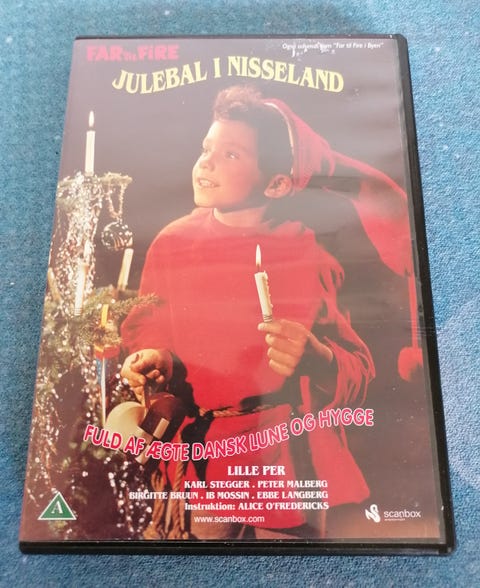 Også udsendt som "Far til Fire i Byen"
FAR TIL FIRE
JULEBAL I NISSELAND
FULD AF ÆGTE DANSK LUNE OG HYGGE
LILLE PER
KARL STEGGER . PETER MALBERG
BIRGITTE BRUUN . IB MOSSIN . EBBE LANGBERG
Instruktion: ALICE O'FREDERICKS
www.scanbox.com
A
scanbox